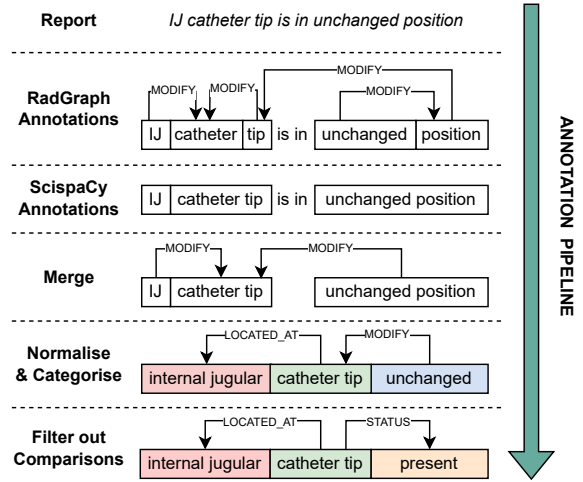 Report
IJ catheter tip is in unchanged position
RadGraph
Annotations
MODIFY
MODIFY
MODIFY
MODIFY
IJ catheter tip is in unchanged position
ScispaCy
Annotations
IJ catheter tip is in unchanged position
Merge
MODIFY
MODIFY
IJ catheter tip unchanged position
Normalise
& Categorise
LOCATED_AT
MODIFY
internal jugular catheter tip unchanged
Filter out
Comparisons
LOCATED_AT
STATUS
internal jugular catheter tip present
ANNOTATION PIPELINE